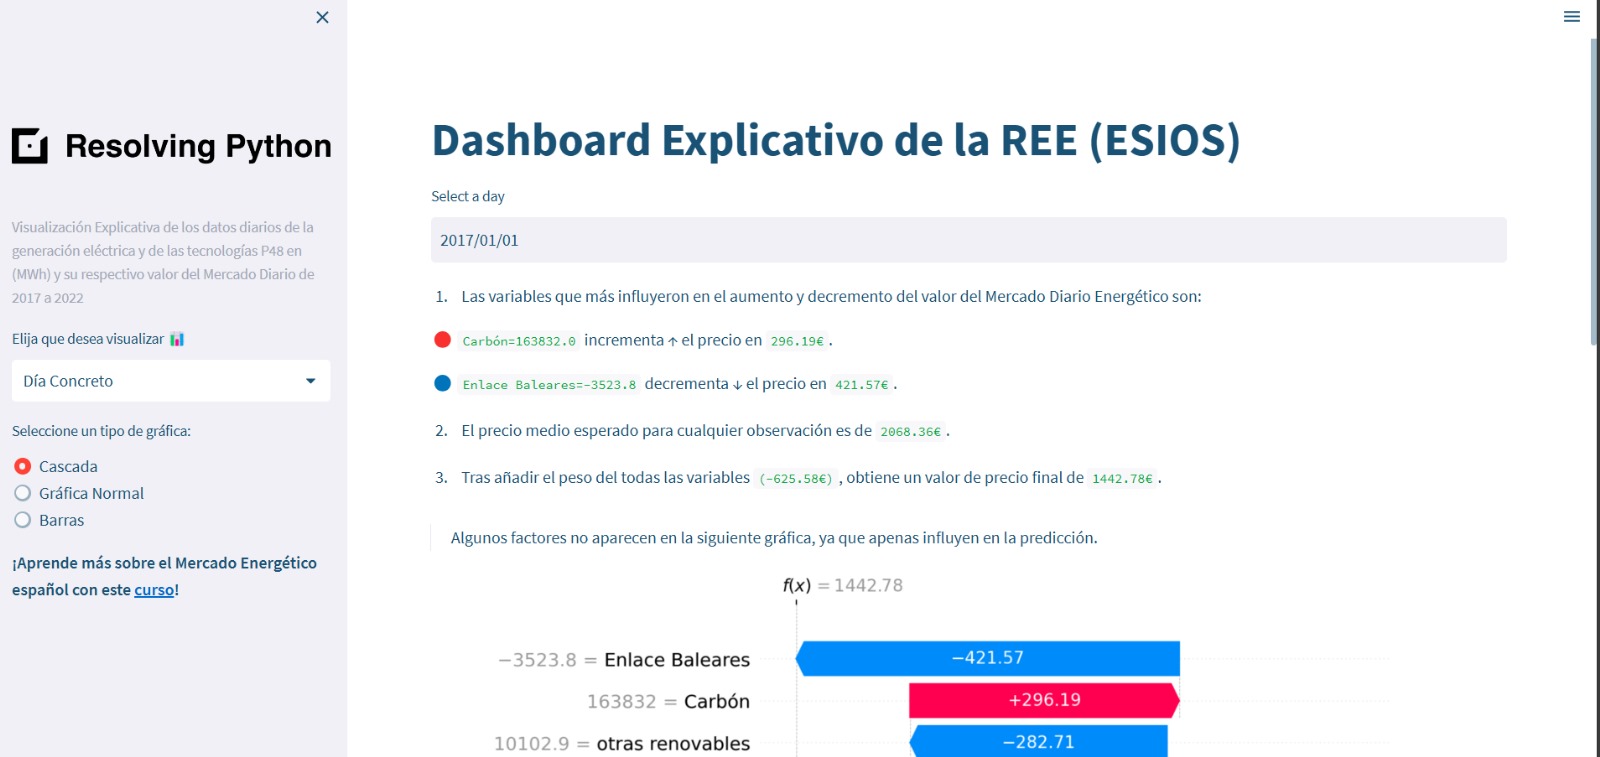 Resolving Python
Visualización Explicativa de los datos diarios de la
generación eléctrica y de las tecnologías P48 en
(MWh) y su respectivo valor del Mercado Diario de
2017 a 2022
Elija que desea visualizar
Día Concreto
Seleccione un tipo de gráfica:
Cascada
Gráfica Normal
Barras
¡Aprende más sobre el Mercado Energético
español con este curso!
Dashboard Explicativo de la REE (ESIOS)
Select a day
2017/01/01
1. Las variables que más influyeron en el aumento y decremento del valor del Mercado Diario Energético son:
Carbón=163832.0 incrementa ↑ el precio en 296.19€ .
Enlace Baleares=-3523.8 decrementa ↓ el precio en 421.57€ .
2. El precio medio esperado para cualquier observación es de 2068.36€ .
3. Tras añadir el peso del todas las variables (-625.58€) , obtiene un valor de precio final de 1442.78€ .
Algunos factores no aparecen en la siguiente gráfica, ya que apenas influyen en la predicción.
f(x) = 1442.78
−3523.8 = Enlace Baleares −421.57
163832 = Carbón +296.19
10102.9 = otras renovables −282.71